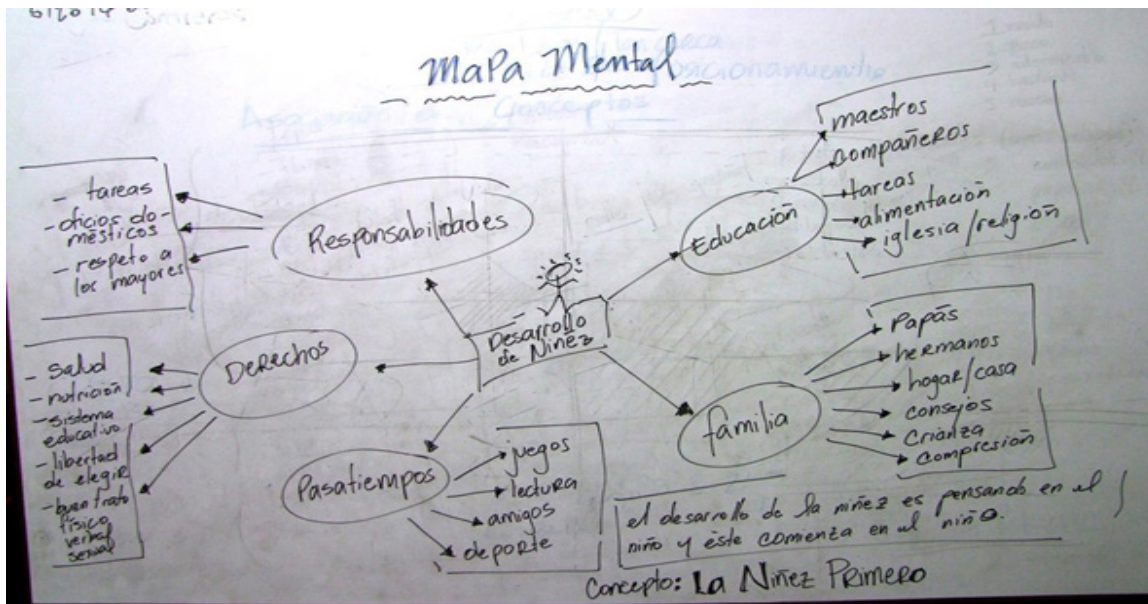 Contreras
Mapa Mental
- tareas
- oficios do-
mésticos
- respeto a
los mayores
Responsabilidades
Educación
maestros
compañeros
tareas
alimentación
iglesia/religión
Desarrollo
de Niñez
Derechos
- Salud
- nutrición
- sistema
educativo
- libertad
de elegir
- buen trato
físico
verbal
sexual
Pasatiempos
juegos
lectura
amigos
deporte
familia
Papás
hermanos
hogar/casa
consejos
Crianza
Compresión
el desarrollo de la niñez es pensando en el
niño y éste comienza en el niño.
Concepto: La Niñez Primero